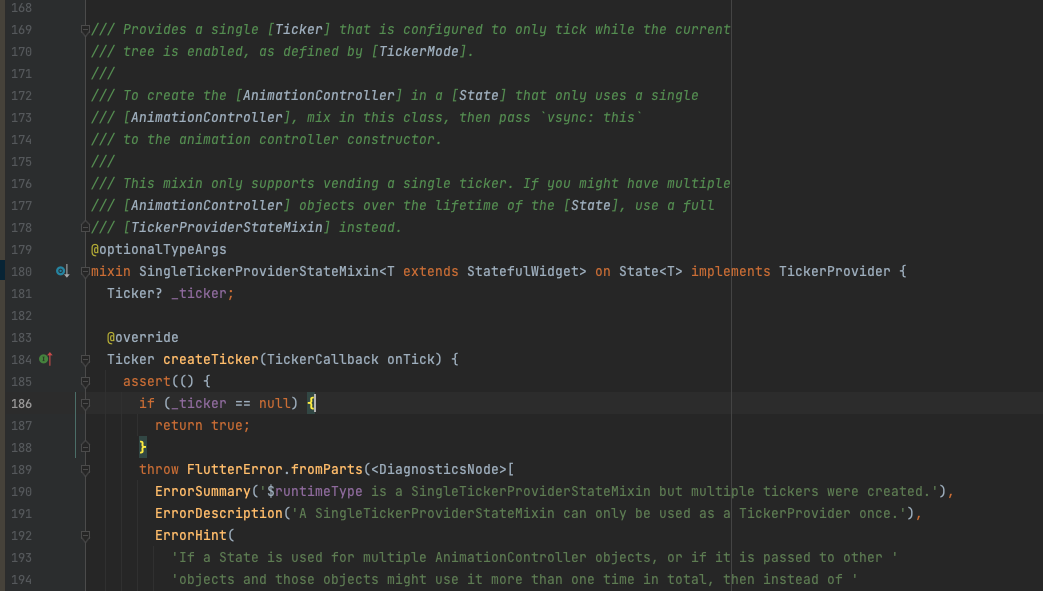 168
169 /// Provides a single [Ticker] that is configured to only tick while the current
170 /// tree is enabled, as defined by [TickerMode].
171 ///
172 /// To create the [AnimationController] in a [State] that only uses a single
173 /// [AnimationController], mix in this class, then pass `vsync: this`
174 /// to the animation controller constructor.
175 ///
176 /// This mixin only supports vending a single ticker. If you might have multiple
177 /// [AnimationController] objects over the lifetime of the [State], use a full
178 /// [TickerProviderStateMixin] instead.
179 @optionalTypeArgs
180 mixin SingleTickerProviderStateMixin<T extends StatefulWidget> on State<T> implements TickerProvider {
181   Ticker? _ticker;
182
183   @override
184   Ticker createTicker(TickerCallback onTick) {
185     assert(() {
186       if (_ticker == null) {
187         return true;
188       }
189       throw FlutterError.fromParts(<DiagnosticsNode>[
190         ErrorSummary('$runtimeType is a SingleTickerProviderStateMixin but multiple tickers were created.'),
191         ErrorDescription('A SingleTickerProviderStateMixin can only be used as a TickerProvider once.'),
192         ErrorHint(
193           'If a State is used for multiple AnimationController objects, or if it is passed to other '
194           'objects and those objects might use it more than one time in total, then instead of '